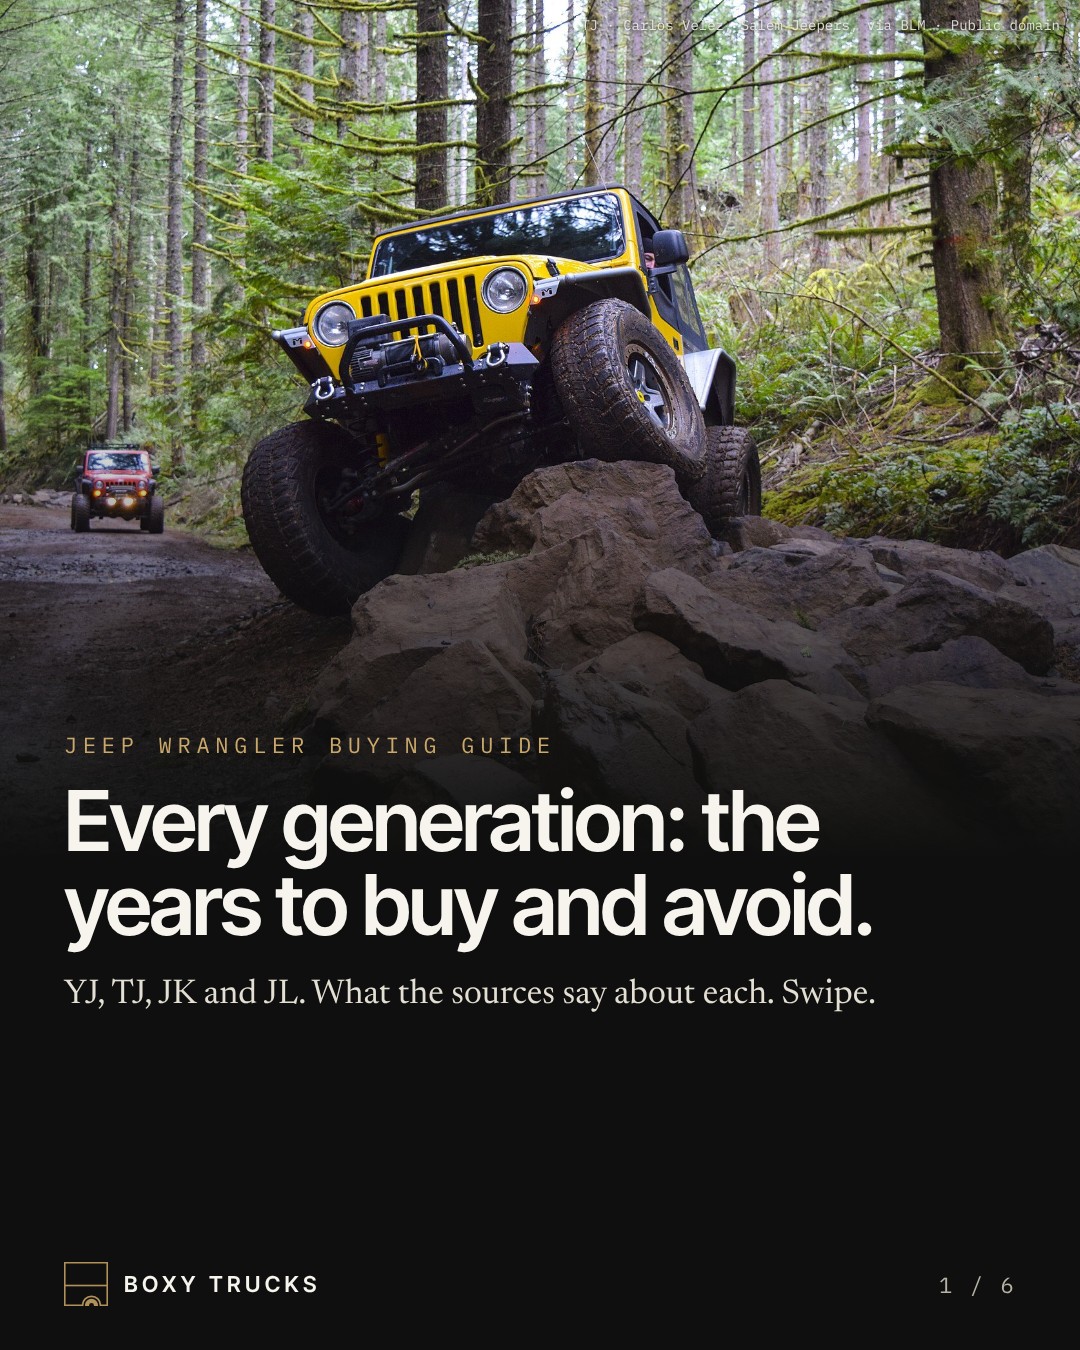 TJ · Carlos Velez, Salem Jeepers, via BLM · Public domain
JEEP WRANGLER BUYING GUIDE
Every generation: the
years to buy and avoid.
YJ, TJ, JK and JL. What the sources say about each. Swipe.
BOXY TRUCKS
1 / 6